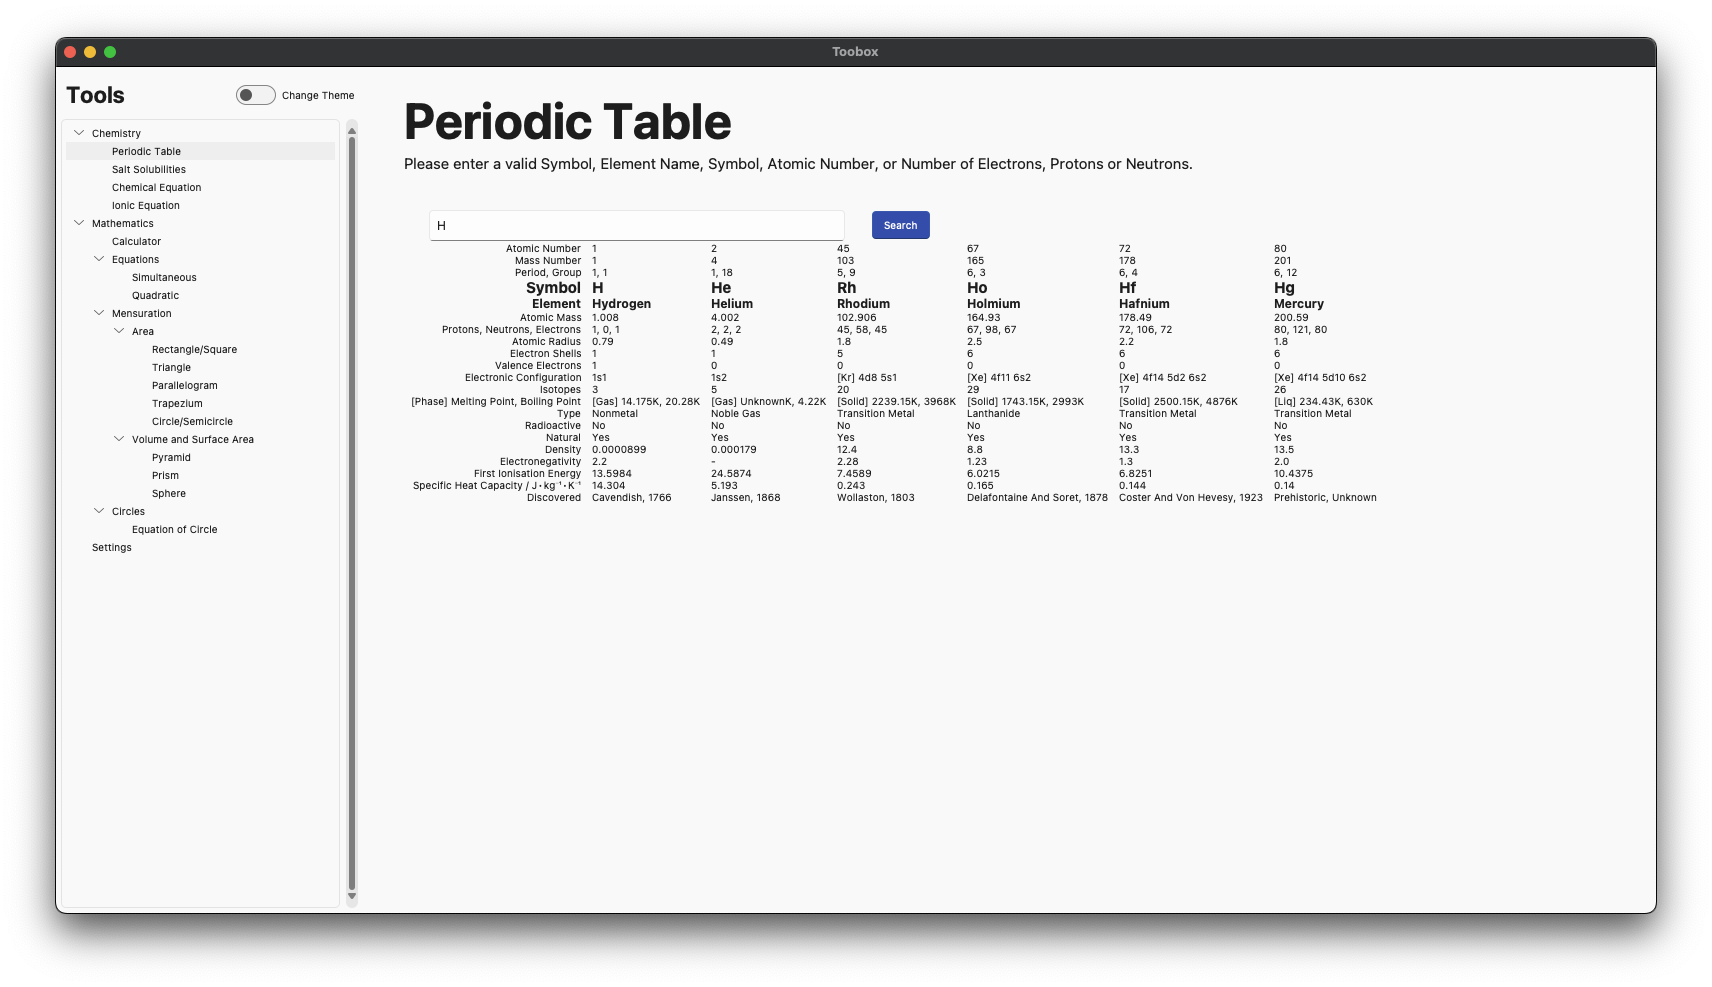 Toobox
Tools
Change Theme
Chemistry
Periodic Table
Salt Solubilities
Chemical Equation
Ionic Equation
Mathematics
Calculator
Equations
Simultaneous
Quadratic
Mensuration
Area
Rectangle/Square
Triangle
Parallelogram
Trapezium
Circle/Semicircle
Volume and Surface Area
Pyramid
Prism
Sphere
Circles
Equation of Circle
Settings
Periodic Table
Please enter a valid Symbol, Element Name, Symbol, Atomic Number, or Number of Electrons, Protons or Neutrons.
H
Search
Atomic Number 1 2 45 67 72 80
Mass Number 1 4 103 165 178 201
Period, Group 1, 1 1, 18 5, 9 6, 3 6, 4 6, 12
Symbol H He Rh Ho Hf Hg
Element Hydrogen Helium Rhodium Holmium Hafnium Mercury
Atomic Mass 1.008 4.002 102.906 164.93 178.49 200.59
Protons, Neutrons, Electrons 1, 0, 1 2, 2, 2 45, 58, 45 67, 98, 67 72, 106, 72 80, 121, 80
Atomic Radius 0.79 0.49 1.8 2.5 2.2 1.8
Electron Shells 1 1 5 6 6 6
Valence Electrons 1 0 0 0 0 0
Electronic Configuration 1s1 1s2 [Kr] 4d8 5s1 [Xe] 4f11 6s2 [Xe] 4f14 5d2 6s2 [Xe] 4f14 5d10 6s2
Isotopes 3 5 20 29 17 26
[Phase] Melting Point, Boiling Point [Gas] 14.175K, 20.28K [Gas] UnknownK, 4.22K [Solid] 2239.15K, 3968K [Solid] 1743.15K, 2993K [Solid] 2500.15K, 4876K [Liq] 234.43K, 630K
Type Nonmetal Noble Gas Transition Metal Lanthanide Transition Metal Transition Metal
Radioactive No No No No No No
Natural Yes Yes Yes Yes Yes Yes
Density 0.0000899 0.000179 12.4 8.8 13.3 13.5
Electronegativity 2.2 - 2.28 1.23 1.3 2.0
First Ionisation Energy 13.5984 24.5874 7.4589 6.0215 6.8251 10.4375
Specific Heat Capacity / J⋅kg⁻¹⋅K⁻¹ 14.304 5.193 0.243 0.165 0.144 0.14
Discovered Cavendish, 1766 Janssen, 1868 Wollaston, 1803 Delafontaine And Soret, 1878 Coster And Von Hevesy, 1923 Prehistoric, Unknown